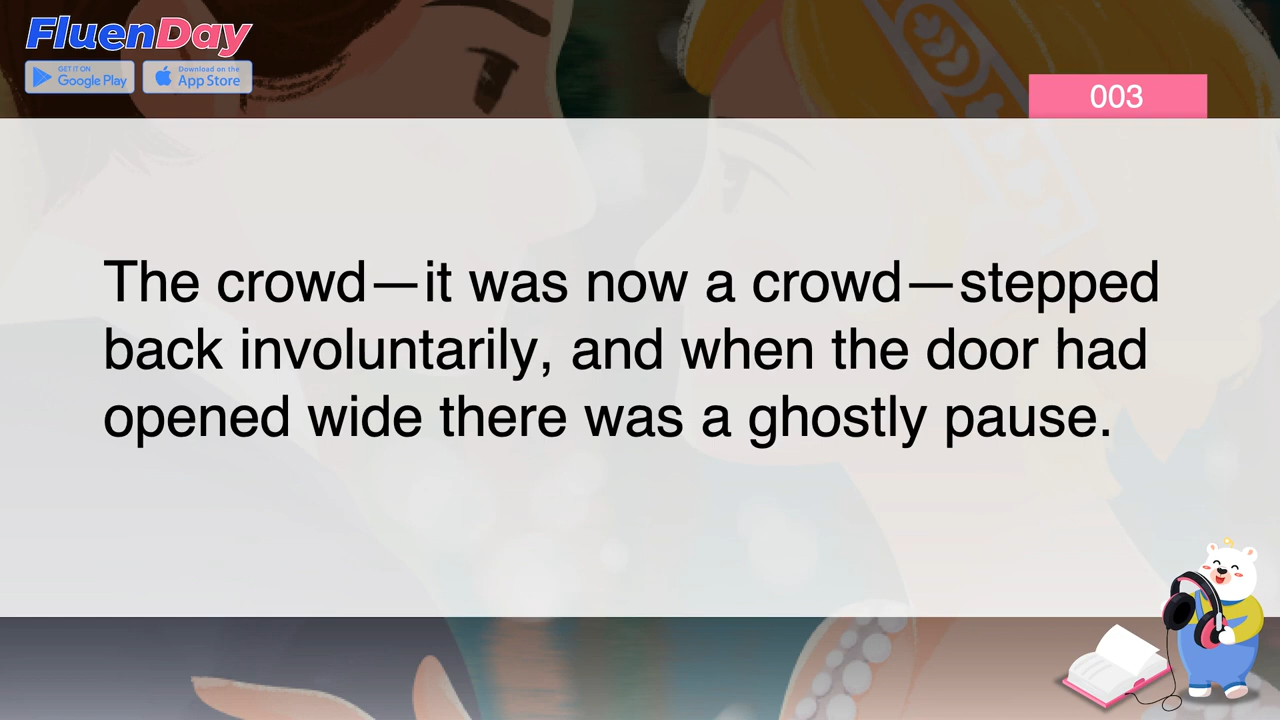 FluenDay
GET IT ON
Google Play
Download on the
App Store
003
The crowd—it was now a crowd—stepped
back involuntarily, and when the door had
opened wide there was a ghostly pause.